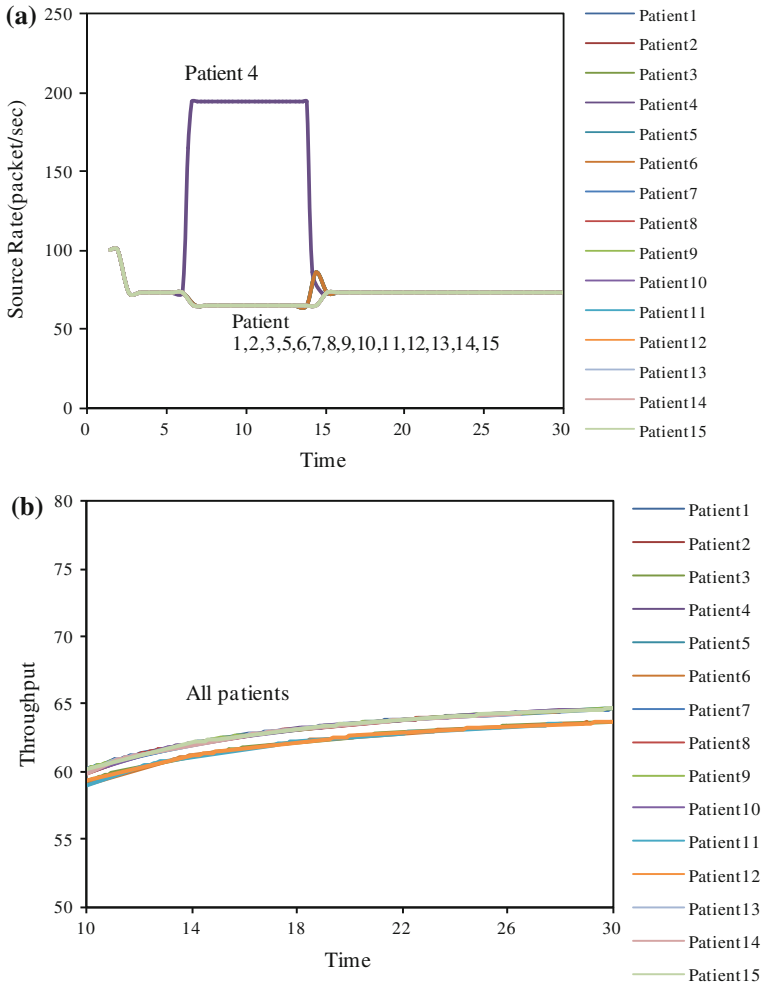 (a)
250
200
150
100
50
0
Source Rate(packet/sec)
Patient 4
Patient
1,2,3,5,6,7,8,9,10,11,12,13,14,15
0 5 10 15 20 25 30
Time
Patient1
Patient2
Patient3
Patient4
Patient5
Patient6
Patient7
Patient8
Patient9
Patient10
Patient11
Patient12
Patient13
Patient14
Patient15
(b)
80
75
70
65
60
55
50
Throughput
All patients
10 14 18 22 26 30
Time
Patient1
Patient2
Patient3
Patient4
Patient5
Patient6
Patient7
Patient8
Patient9
Patient10
Patient11
Patient12
Patient13
Patient14
Patient15